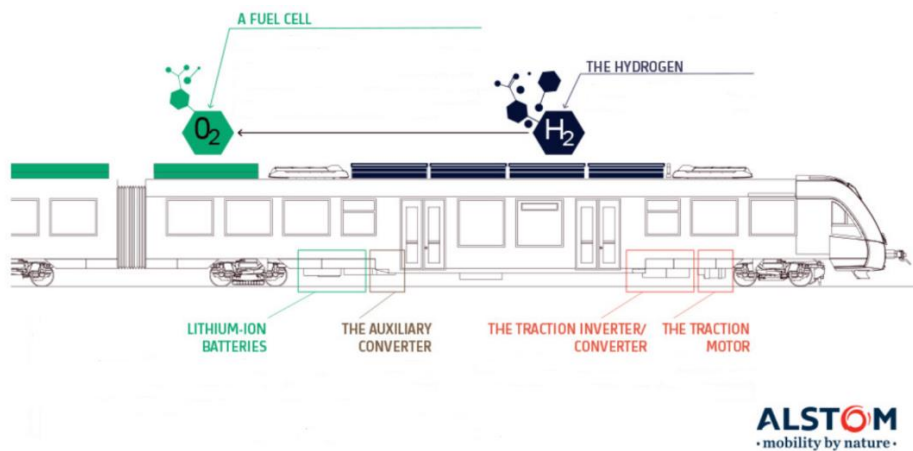 A FUEL CELL
THE HYDROGEN
O2
H2
LITHIUM-ION
BATTERIES
THE AUXILIARY
CONVERTER
THE TRACTION INVERTER/
CONVERTER
THE TRACTION
MOTOR
ALSTOM
• mobility by nature •